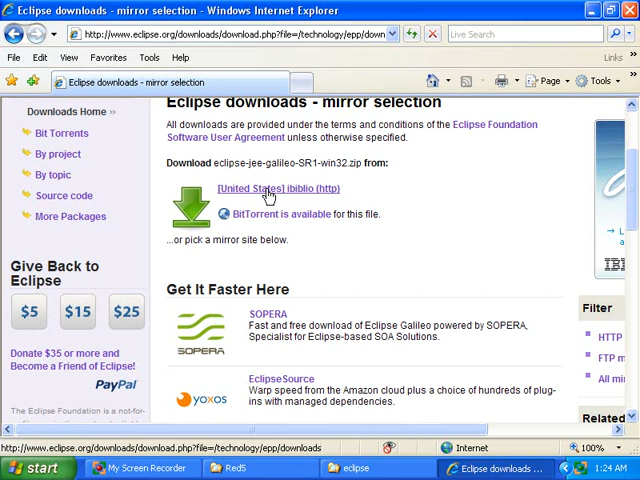 Eclipse downloads - mirror selection - Windows Internet Explorer
http://www.eclipse.org/downloads/download.php?file=/technology/epp/down
Live Search
File Edit View Favorites Tools Help
Links
Eclipse downloads - mirror selection
Page
Tools
Downloads Home
Bit Torrents
By project
By topic
Source code
More Packages
Give Back to
Eclipse
$5 $15 $25
Donate $35 or more and
Become a Friend of Eclipse!
PayPal
The Eclipse Foundation is a not-for-
Eclipse downloads - mirror selection
All downloads are provided under the terms and conditions of the Eclipse Foundation
Software User Agreement unless otherwise specified.
Download eclipse-jee-galileo-SR1-win32.zip from:
[United States] ibiblio (http)
BitTorrent is available for this file.
...or pick a mirror site below.
Get It Faster Here
SOPERA
SOPERA
Fast and free download of Eclipse Galileo powered by SOPERA,
Specialist for Eclipse-based SOA Solutions.
yoxos
EclipseSource
Warp speed from the Amazon cloud plus a choice of hundreds of plug-
ins with managed dependencies.
IBM
Filter
HTTP
FTP m
All mi
Related
http://www.eclipse.org/downloads/download.php?file=/technology/epp/downloads
Internet
100%
start
My Screen Recorder
Red5
eclipse
Eclipse downloads ...
1:24 AM